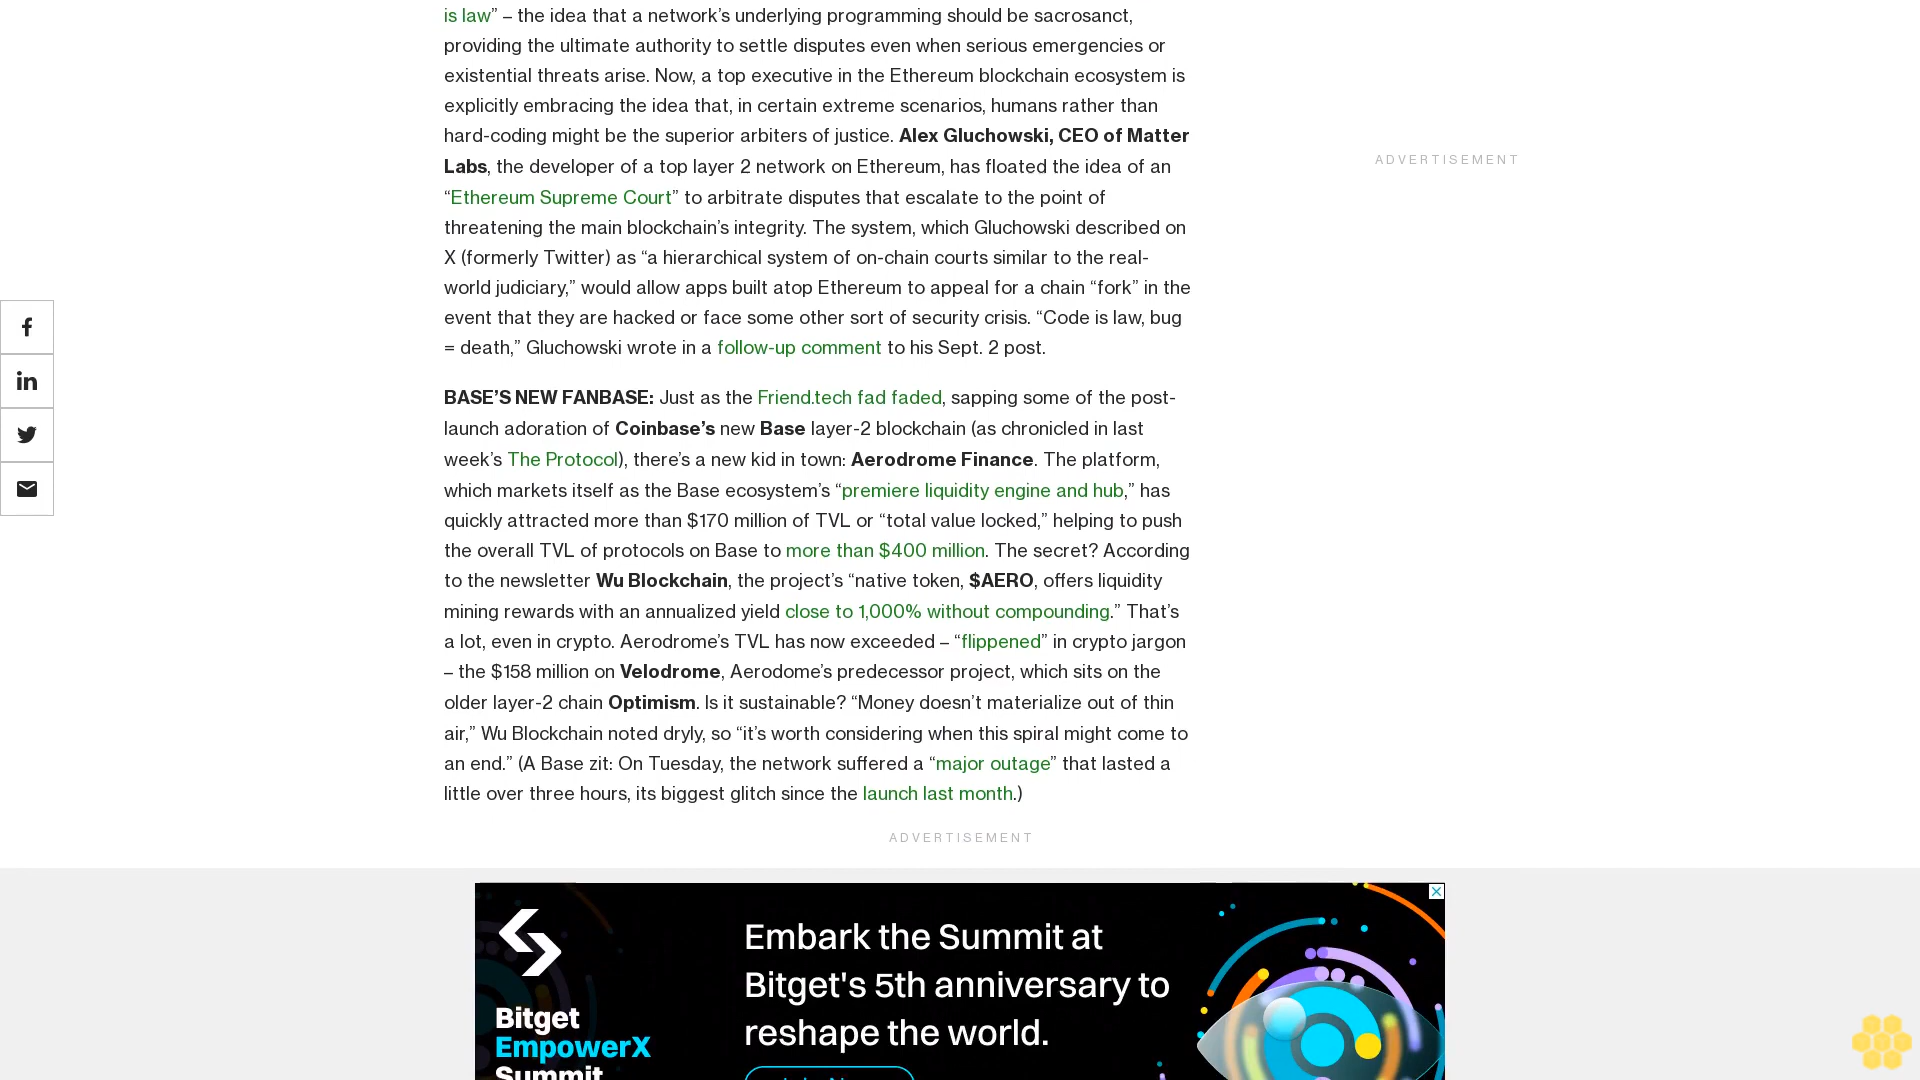 is law” – the idea that a network’s underlying programming should be sacrosanct,
providing the ultimate authority to settle disputes even when serious emergencies or
existential threats arise. Now, a top executive in the Ethereum blockchain ecosystem is
explicitly embracing the idea that, in certain extreme scenarios, humans rather than
hard-coding might be the superior arbiters of justice. Alex Gluchowski, CEO of Matter
Labs, the developer of a top layer 2 network on Ethereum, has floated the idea of an
“Ethereum Supreme Court” to arbitrate disputes that escalate to the point of
threatening the main blockchain’s integrity. The system, which Gluchowski described on
X (formerly Twitter) as “a hierarchical system of on-chain courts similar to the real-
world judiciary,” would allow apps built atop Ethereum to appeal for a chain “fork” in the
event that they are hacked or face some other sort of security crisis. “Code is law, bug
= death,” Gluchowski wrote in a follow-up comment to his Sept. 2 post.
BASE’S NEW FANBASE: Just as the Friend.tech fad faded, sapping some of the post-
launch adoration of Coinbase’s new Base layer-2 blockchain (as chronicled in last
week’s The Protocol), there’s a new kid in town: Aerodrome Finance. The platform,
which markets itself as the Base ecosystem’s “premiere liquidity engine and hub,” has
quickly attracted more than $170 million of TVL or “total value locked,” helping to push
the overall TVL of protocols on Base to more than $400 million. The secret? According
to the newsletter Wu Blockchain, the project’s “native token, $AERO, offers liquidity
mining rewards with an annualized yield close to 1,000% without compounding.” That’s
a lot, even in crypto. Aerodrome’s TVL has now exceeded – “flippened” in crypto jargon
– the $158 million on Velodrome, Aerodome’s predecessor project, which sits on the
older layer-2 chain Optimism. Is it sustainable? “Money doesn’t materialize out of thin
air,” Wu Blockchain noted dryly, so “it’s worth considering when this spiral might come to
an end.” (A Base zit: On Tuesday, the network suffered a “major outage” that lasted a
little over three hours, its biggest glitch since the launch last month.)
ADVERTISEMENT
ADVERTISEMENT
Bitget
EmpowerX
Summit
Embark the Summit at
Bitget's 5th anniversary to
reshape the world.